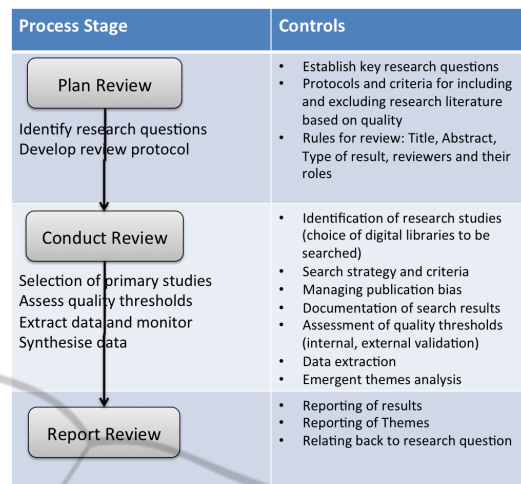 Process Stage
Controls
Plan Review
Identify research questions
Develop review protocol
• Establish key research questions
• Protocols and criteria for including
and excluding research literature
based on quality
• Rules for review: Title, Abstract,
Type of result, reviewers and their
roles
Conduct Review
Selection of primary studies
Assess quality thresholds
Extract data and monitor
Synthesise data
• Identification of research studies
(choice of digital libraries to be
searched)
• Search strategy and criteria
• Managing publication bias
• Documentation of search results
• Assessment of quality thresholds
(internal, external validation)
• Data extraction
• Emergent themes analysis
Report Review
• Reporting of results
• Reporting of Themes
• Relating back to research question